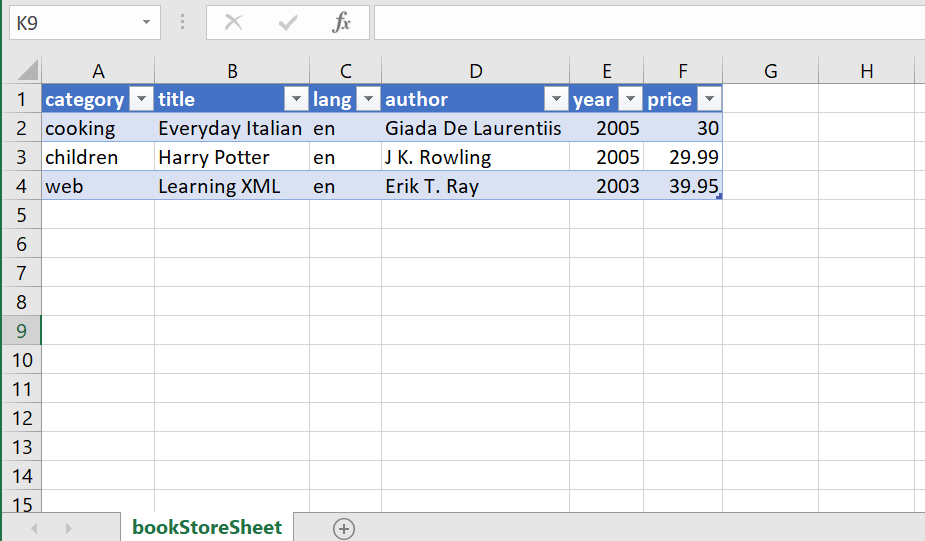 K9 fx
A B C D E F G H
1 category title lang author year price
2 cooking Everyday Italian en Giada De Laurentiis 2005 30
3 children Harry Potter en J K. Rowling 2005 29.99
4 web Learning XML en Erik T. Ray 2003 39.95
5
6
7
8
9
10
11
12
13
14
15
bookStoreSheet